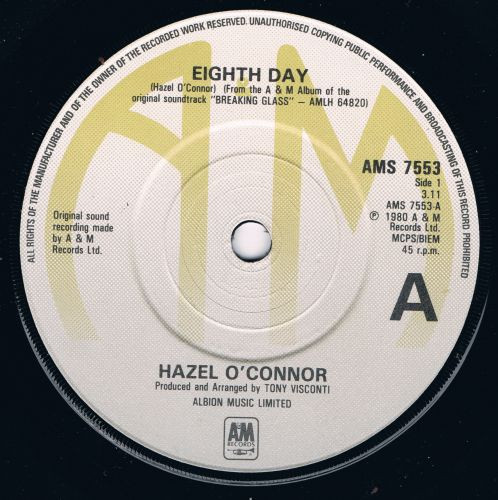 ALL RIGHTS OF THE MANUFACTURER AND OF THE OWNER OF THE RECORDED WORK RESERVED. UNAUTHORISED COPYING PUBLIC PERFORMANCE AND BROADCASTING OF THIS RECORD PROHIBITED
EIGHTH DAY
(Hazel O'Connor) (From the A & M Album of the
original soundtrack "BREAKING GLASS" – AMLH 64820)
AMS 7553
Side 1
3.11
AMS 7553-A
℗ 1980 A & M
Records Ltd.
MCPS/BIEM
45 r.p.m.
Original sound
recording made
by A & M
Records Ltd.
A
HAZEL O'CONNOR
Produced and Arranged by TONY VISCONTI
ALBION MUSIC LIMITED
AM
RECORDS